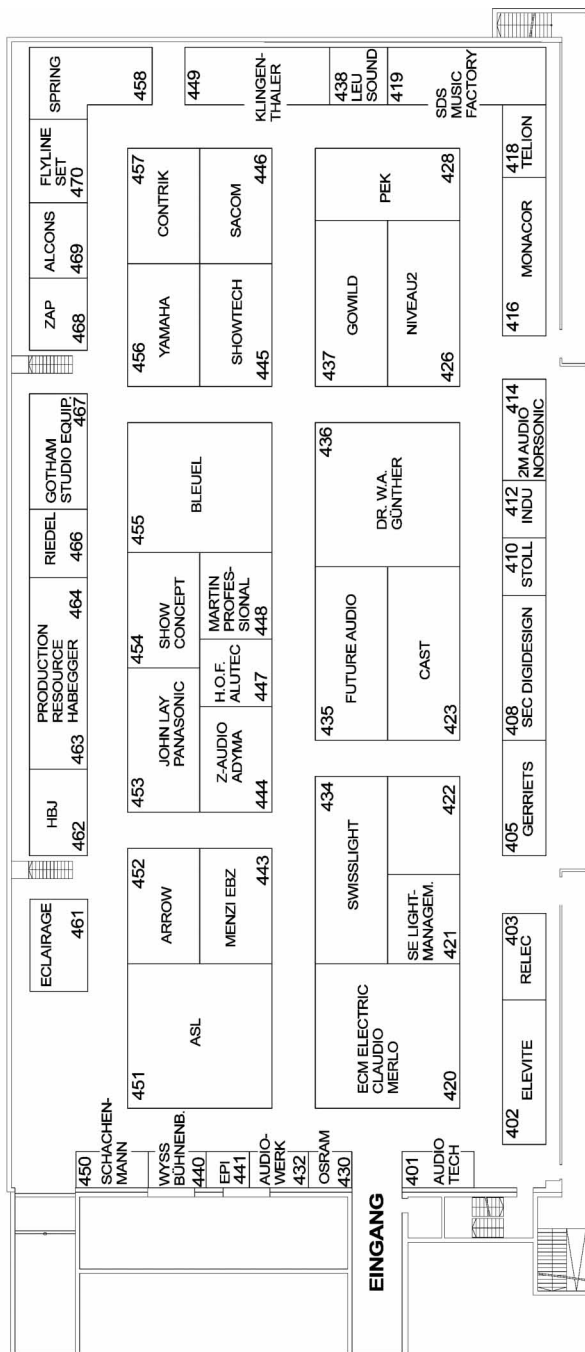 SPRING
458
FLYLINE
SET
470
ALCONS
469
ZAP
468
GOTHAM
STUDIO EQUIP.
467
RIEDEL
466
PRODUCTION
RESOURCE
HABEGGER
464
463
HBJ
462
ECLAIRAGE
461
449
KLINGEN-
THALER
438
LEU
SOUND
419
SDS
MUSIC
FACTORY
457
CONTRIK
SACOM
446
456
YAMAHA
SHOWTECH
445
455
BLEUEL
454
SHOW
CONCEPT
MARTIN
PROFES-
SIONAL
448
H.O.F.
ALUTEC
447
453
JOHN LAY
PANASONIC
Z-AUDIO
ADYMA
444
452
ARROW
MENZI EBZ
443
451
ASL
PEK
428
437
GOWILD
NIVEAU2
426
436
DR. W.A.
GÜNTHER
435
FUTURE AUDIO
CAST
423
434
SWISSLIGHT
422
SE LIGHT-
MANAGEM.
421
ECM ELECTRIC
CLAUDIO
MERLO
420
418
TELION
416
MONACOR
414
2M AUDIO
NORSONIC
412
INDU
410
STOLL
408
SEC DIGIDESIGN
405
GERRIETS
403
RELEC
402
ELEVITE
450
SCHACHEN-
MANN
WYSS
BÜHNENB.
440
EPI
441
AUDIO-
WERK
432
OSRAM
430
401
AUDIO
TECH
EINGANG